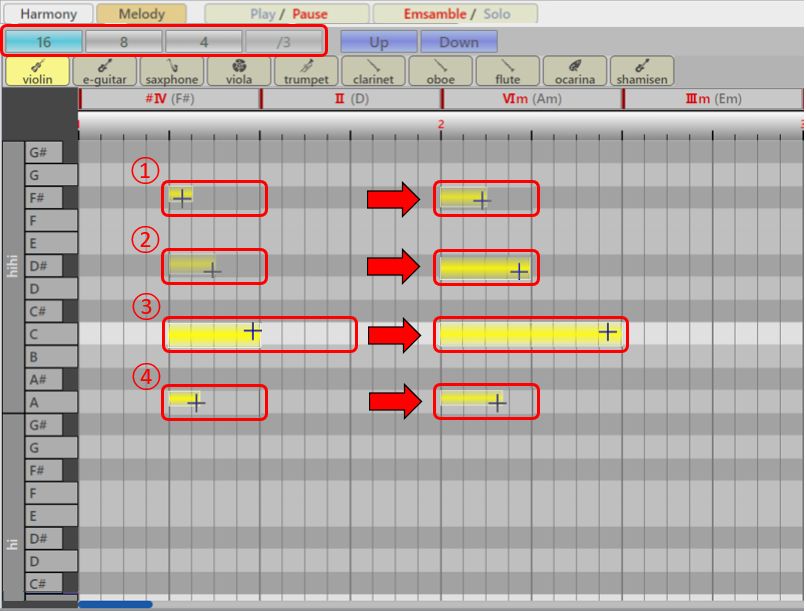 Harmony Melody Play / Pause Emsamble / Solo
16 8 4 /3 Up Down
violin e-guitar saxphone viola trumpet clarinet oboe flute ocarina shamisen
#Ⅳ (F#) Ⅱ (D) Ⅵm (Am) Ⅲm (Em)
2 3
G#
G
①
F#
F
②
E
hihi
D#
D
③
C#
C
B
④
A#
A
G#
G
F#
F
E
hi
D#
D
C#